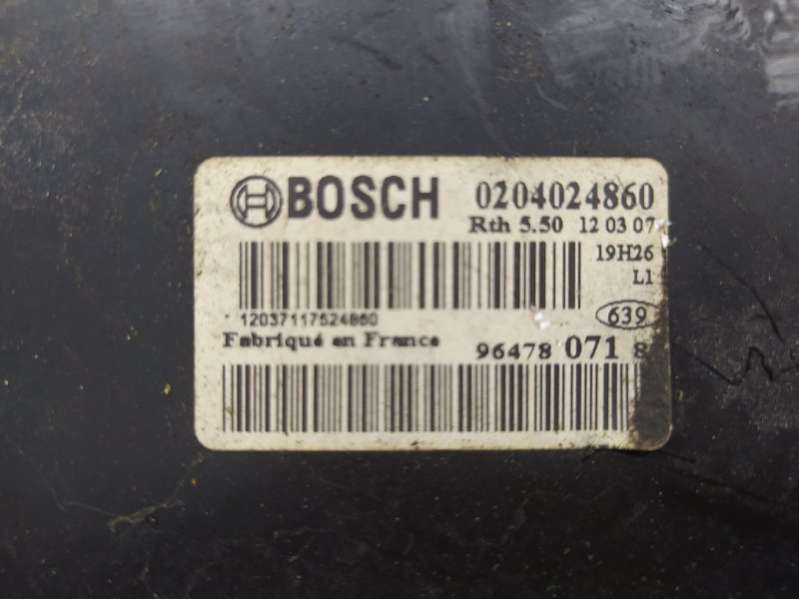 BOSCH 0204024860
Rth 5.50 12 03 07
19H26
L1
12037117524860
639
Fabriqué en France
96478 071 8